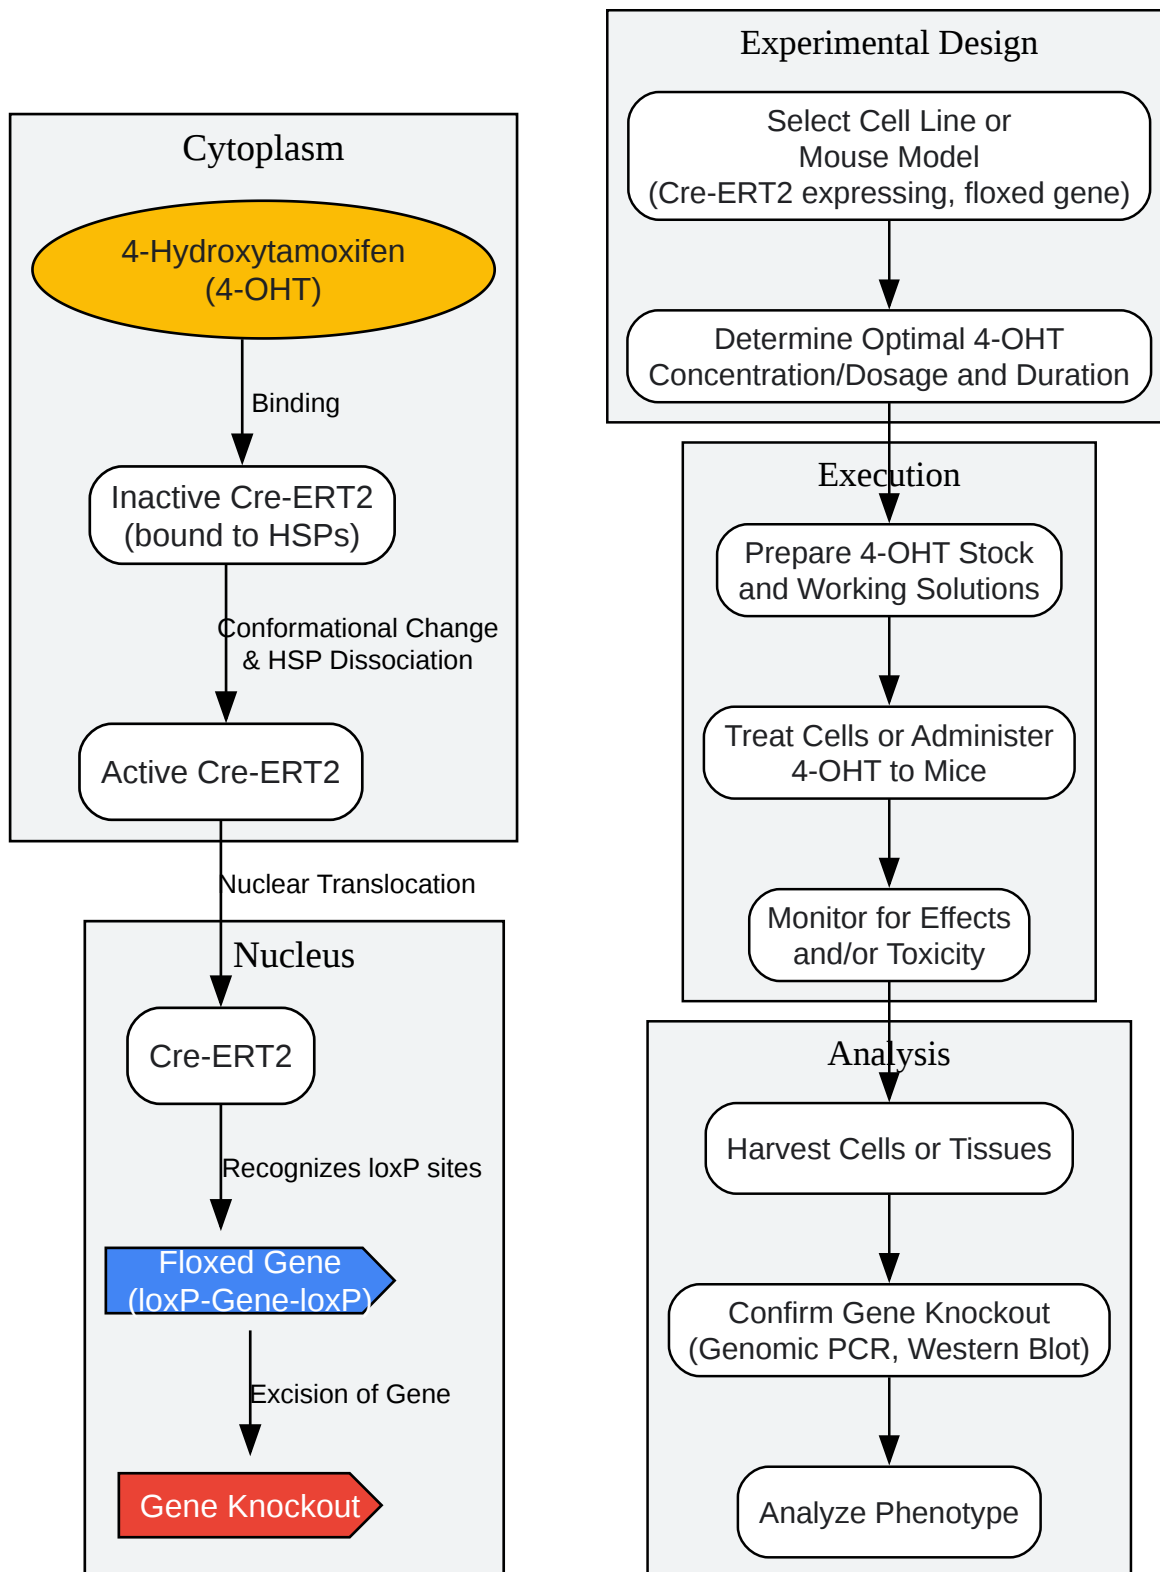 Cytoplasm
4-Hydroxytamoxifen
(4-OHT)
Binding
Inactive Cre-ERT2
(bound to HSPs)
Conformational Change
& HSP Dissociation
Active Cre-ERT2
Nuclear Translocation
Nucleus
Cre-ERT2
Recognizes loxP sites
Floxed Gene
(loxP-Gene-loxP)
Excision of Gene
Gene Knockout
Experimental Design
Select Cell Line or
Mouse Model
(Cre-ERT2 expressing, floxed gene)
Determine Optimal 4-OHT
Concentration/Dosage and Duration
Execution
Prepare 4-OHT Stock
and Working Solutions
Treat Cells or Administer
4-OHT to Mice
Monitor for Effects
and/or Toxicity
Analysis
Harvest Cells or Tissues
Confirm Gene Knockout
(Genomic PCR, Western Blot)
Analyze Phenotype